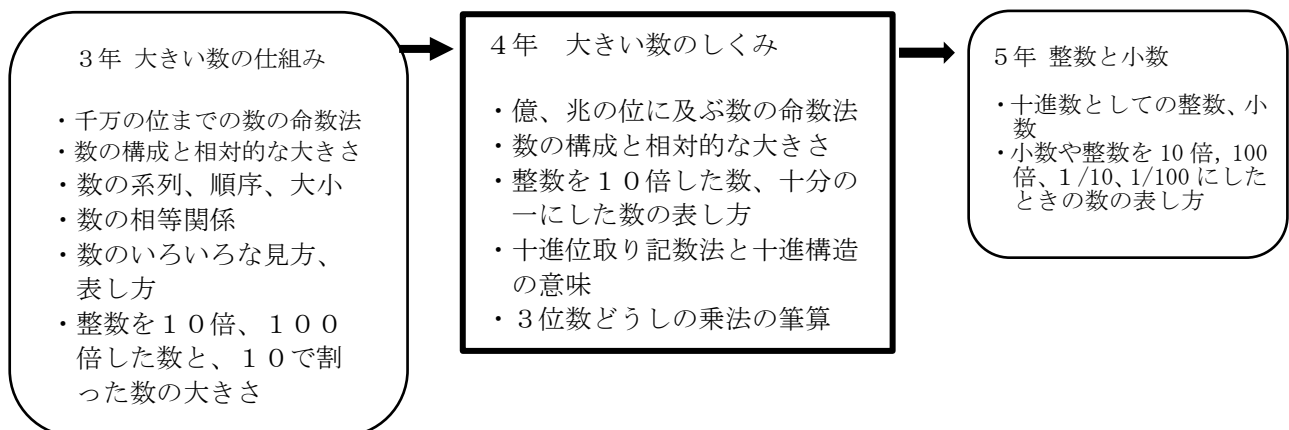 ３年 大きい数の仕組み
・千万の位までの数の命数法
・数の構成と相対的な大きさ
・数の系列、順序、大小
・数の相等関係
・数のいろいろな見方、
表し方
・整数を１０倍、１００
倍した数と、１０で割
った数の大きさ
４年　大きい数のしくみ
・億、兆の位に及ぶ数の命数法
・数の構成と相対的な大きさ
・整数を１０倍した数、十分の
一にした数の表し方
・十進位取り記数法と十進構造
の意味
・３位数どうしの乗法の筆算
５年 整数と小数
・十進数としての整数、小
数
・小数や整数を 10 倍, 100
倍、1 /10、1/100 にした
ときの数の表し方